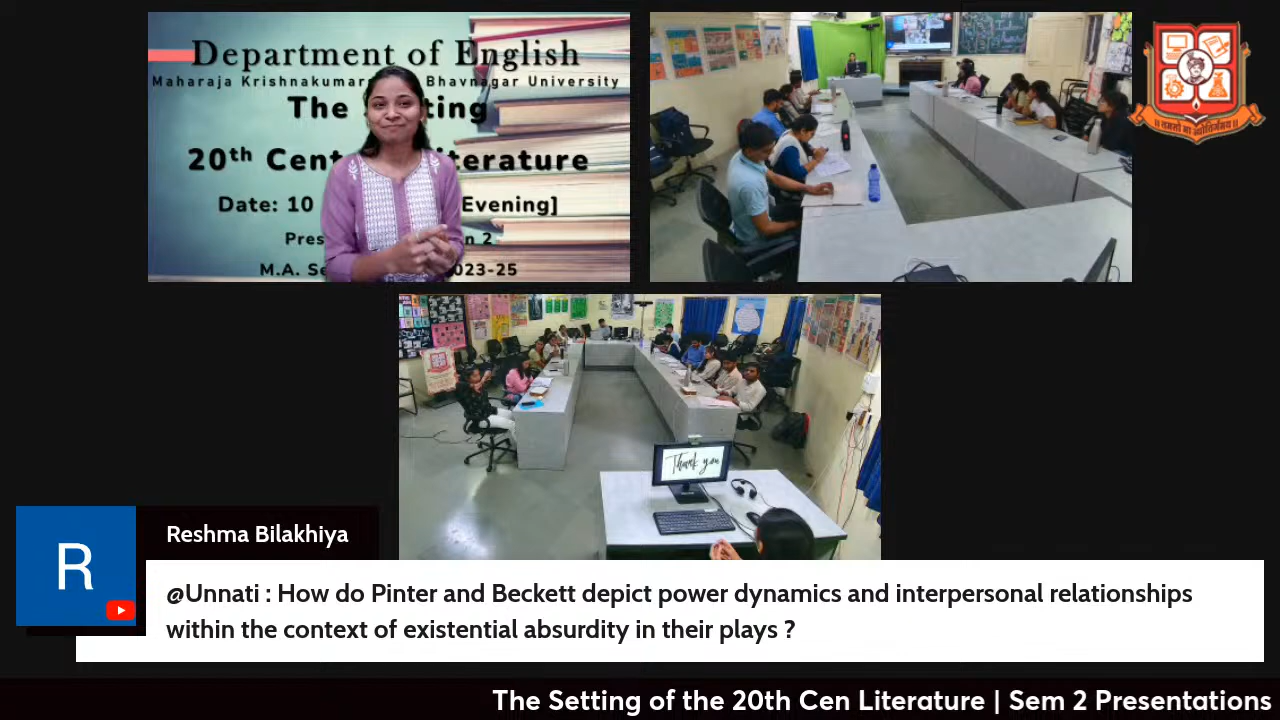 Department of English
Maharaja Krishnakumar Bhavnagar University
The ting
20th Cen terature
Date: 10 Evening]
Pres n 2
M.A. Se 023-25
Thank you
Reshma Bilakhiya
R
@Unnati : How do Pinter and Beckett depict power dynamics and interpersonal relationships
within the context of existential absurdity in their plays ?
The Setting of the 20th Cen Literature | Sem 2 Presentations